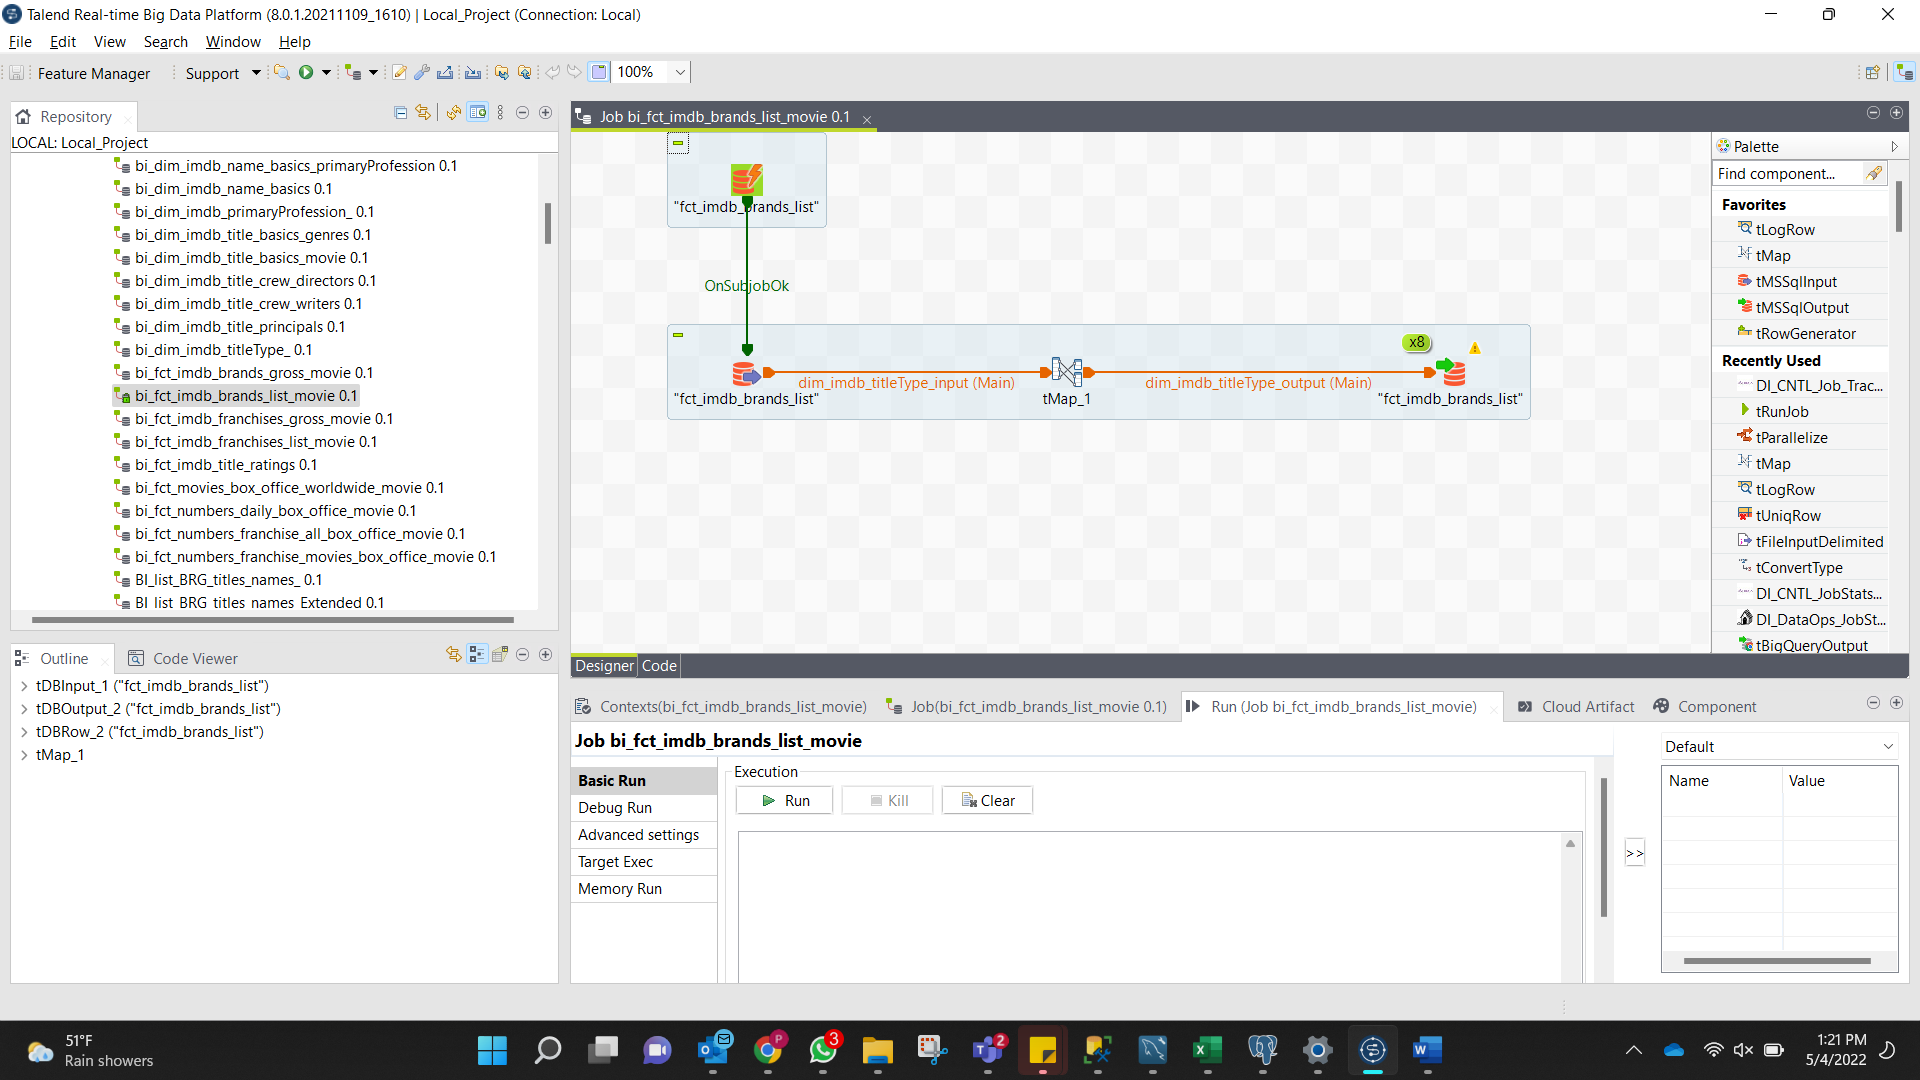 Talend Real-time Big Data Platform (8.0.1.20211109_1610) | Local_Project (Connection: Local)
File Edit View Search Window Help
Feature Manager Support 100%
Repository
LOCAL: Local_Project
bi_dim_imdb_name_basics_primaryProfession 0.1
bi_dim_imdb_name_basics 0.1
bi_dim_imdb_primaryProfession_ 0.1
bi_dim_imdb_title_basics_genres 0.1
bi_dim_imdb_title_basics_movie 0.1
bi_dim_imdb_title_crew_directors 0.1
bi_dim_imdb_title_crew_writers 0.1
bi_dim_imdb_title_principals 0.1
bi_dim_imdb_titleType_ 0.1
bi_fct_imdb_brands_gross_movie 0.1
bi_fct_imdb_brands_list_movie 0.1
bi_fct_imdb_franchises_gross_movie 0.1
bi_fct_imdb_franchises_list_movie 0.1
bi_fct_imdb_title_ratings 0.1
bi_fct_movies_box_office_worldwide_movie 0.1
bi_fct_numbers_daily_box_office_movie 0.1
bi_fct_numbers_franchise_all_box_office_movie 0.1
bi_fct_numbers_franchise_movies_box_office_movie 0.1
BI_list_BRG_titles_names_ 0.1
BI_list_BRG_titles_names_Extended 0.1
Outline Code Viewer
tDBInput_1 ("fct_imdb_brands_list")
tDBOutput_2 ("fct_imdb_brands_list")
tDBRow_2 ("fct_imdb_brands_list")
tMap_1
Job bi_fct_imdb_brands_list_movie 0.1
"fct_imdb_brands_list"
OnSubjobOk
x8
dim_imdb_titleType_input (Main)
dim_imdb_titleType_output (Main)
"fct_imdb_brands_list"
tMap_1
"fct_imdb_brands_list"
Palette
Find component...
Favorites
tLogRow
tMap
tMSSqlInput
tMSSqlOutput
tRowGenerator
Recently Used
DI_CNTL_Job_Trac...
tRunJob
tParallelize
tMap
tLogRow
tUniqRow
tFileInputDelimited
tConvertType
DI_CNTL_JobStats...
DI_DataOps_JobSt...
tBigQueryOutput
Designer Code
Contexts(bi_fct_imdb_brands_list_movie) Job(bi_fct_imdb_brands_list_movie 0.1) Run (Job bi_fct_imdb_brands_list_movie) Cloud Artifact Component
Job bi_fct_imdb_brands_list_movie
Basic Run
Debug Run
Advanced settings
Target Exec
Memory Run
Execution
Run Kill Clear
>>
Default
Name Value
51°F
Rain showers
P
3
2
1:21 PM
5/4/2022